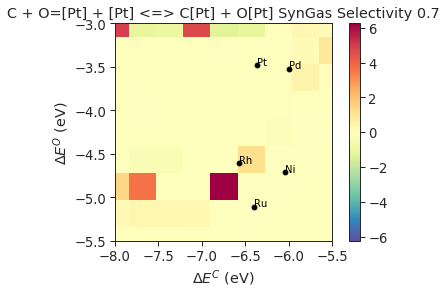 C + O=[Pt] + [Pt] <=> C[Pt] + O[Pt] SynGas Selectivity 0.7
−3.0
−3.5
−4.0
−4.5
−5.0
−5.5
ΔE^O (eV)
Pt
Pd
Rh
Ni
Ru
−8.0 −7.5 −7.0 −6.5 −6.0 −5.5
ΔE^C (eV)
6
4
2
0
−2
−4
−6